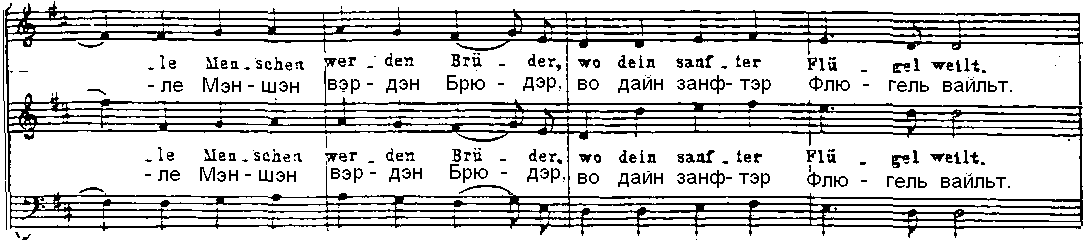 -le Men-schen wer-den Brü-der, wo dein sanf-ter Flü-gel weilt.
-ле Мэн-шэн вэр-дэн Брю-дэр, во дайн занф-тэр Флю-гель вайльт.
-le Men-schen wer-den Brü-der, wo dein sanf-ter Flü-gel weilt.
-ле Мэн-шэн вэр-дэн Брю-дэр, во дайн занф-тэр Флю-гель вайльт.